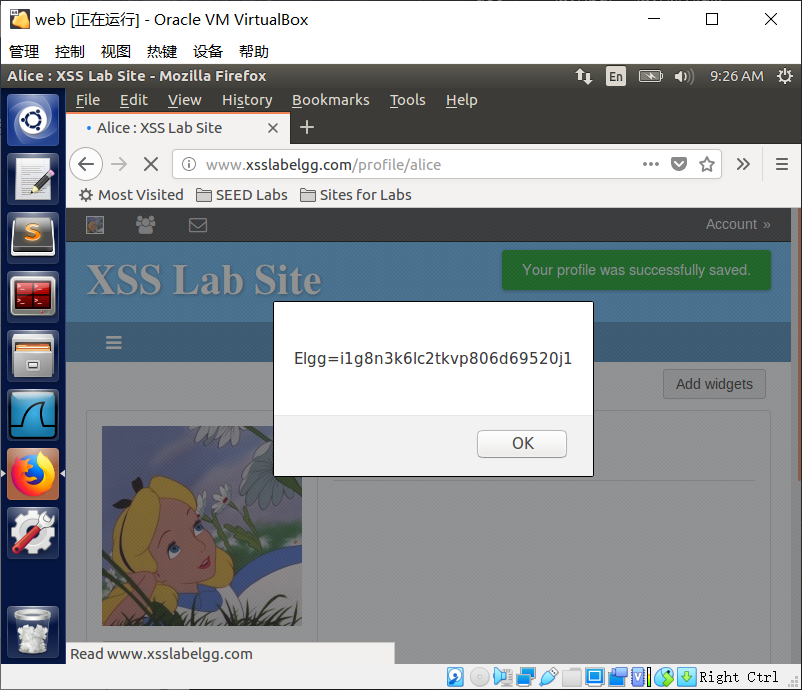 web [正在运行] - Oracle VM VirtualBox
管理 控制 视图 热键 设备 帮助
Alice : XSS Lab Site - Mozilla Firefox En 9:26 AM
File Edit View History Bookmarks Tools Help
Alice : XSS Lab Site
www.xsslabelgg.com/profile/alice
Most Visited SEED Labs Sites for Labs
Account »
XSS Lab Site
Your profile was successfully saved.
Elgg=i1g8n3k6lc2tkvp806d69520j1
OK
Add widgets
Read www.xsslabelgg.com
Right Ctrl